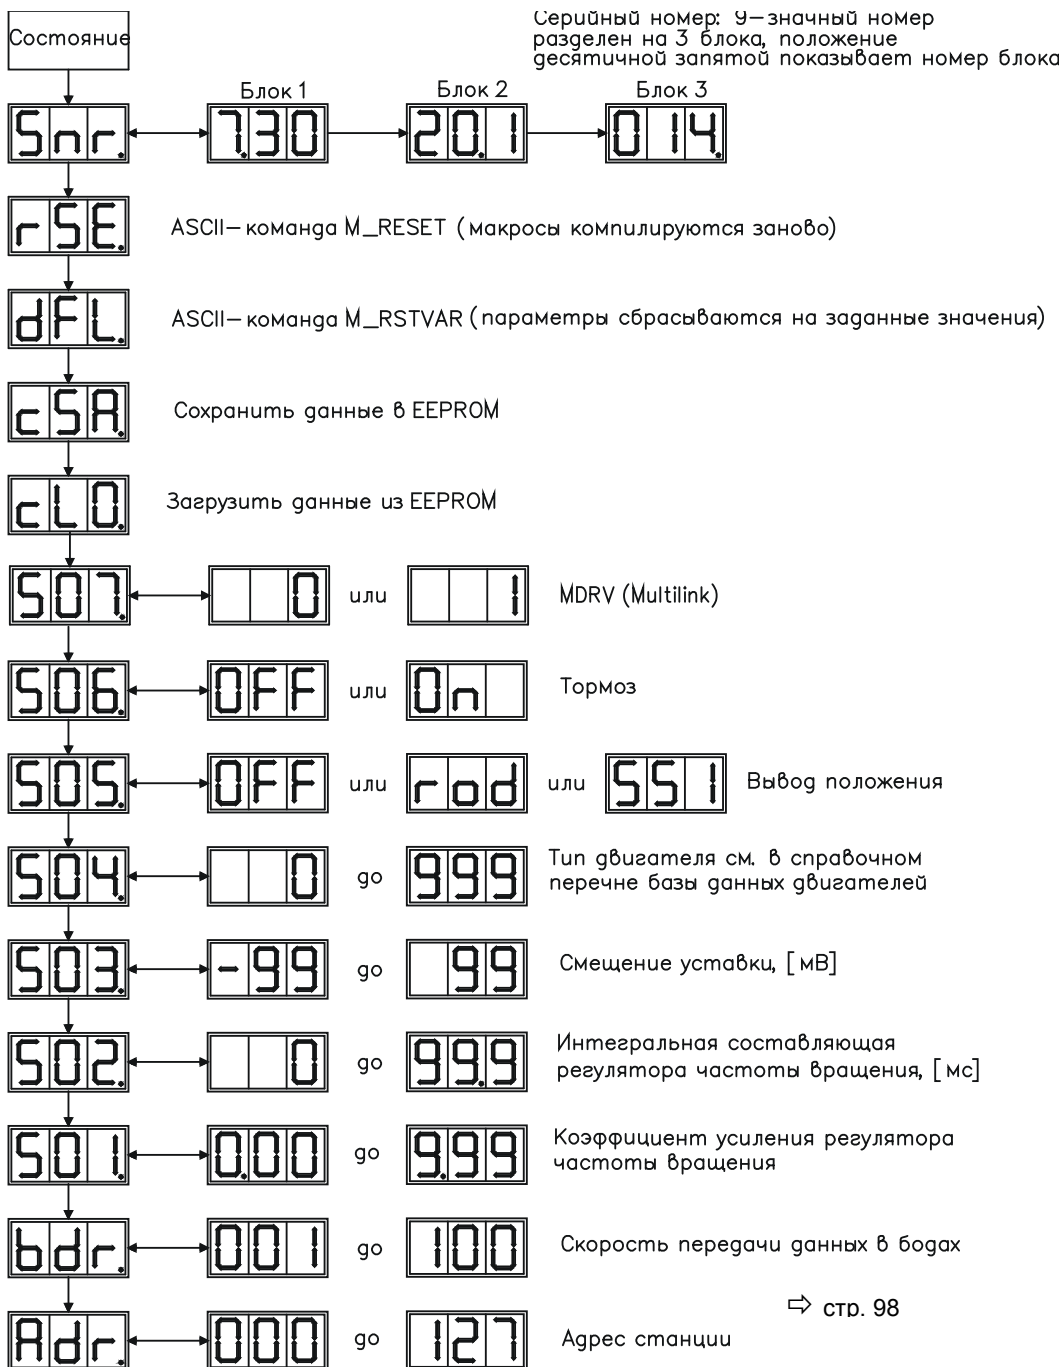 Состояние
Серийный номер: 9–значный номер
разделен на 3 блока, положение
десятичной запятой показывает номер блока
Блок 1 Блок 2 Блок 3
Snr. 7.30 20.1 014.
rSE. ASCII–команда M_RESET (макросы компилируются заново)
dFL. ASCII–команда M_RSTVAR (параметры сбрасываются на заданные значения)
cSA. Сохранить данные в EEPROM
cLO. Загрузить данные из EEPROM
S07. 0 или 1 MDRV (Multilink)
S06. OFF или On Тормоз
S05. OFF или rod или SSI Вывод положения
S04. 0 до 999 Тип двигателя см. в справочном
перечне базы данных двигателей
S03. -99 до 99 Смещение уставки, [мВ]
S02. 0 до 99.9 Интегральная составляющая
регулятора частоты вращения, [мс]
S01. 0.00 до 9.99 Коэффициент усиления регулятора
частоты вращения
bdr. 001 до 100 Скорость передачи данных в бодах
⇨ стр. 98
Adr. 000 до 127 Адрес станции